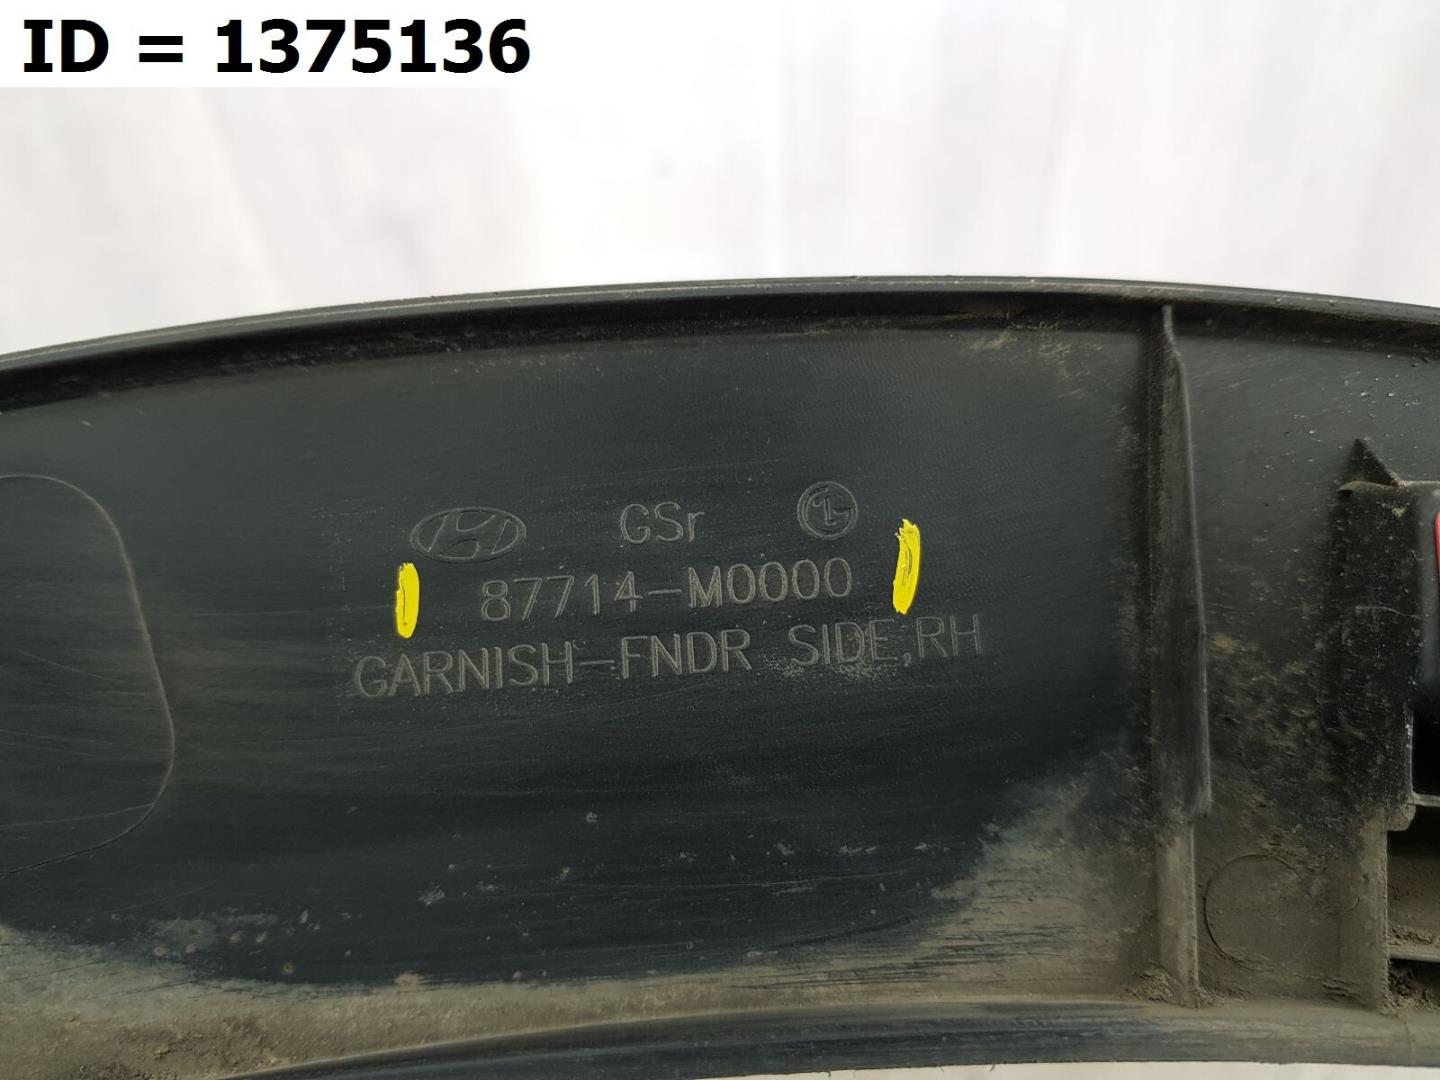 ID = 1375136
GSr
87714-M0000
GARNISH-FNDR SIDE,RH